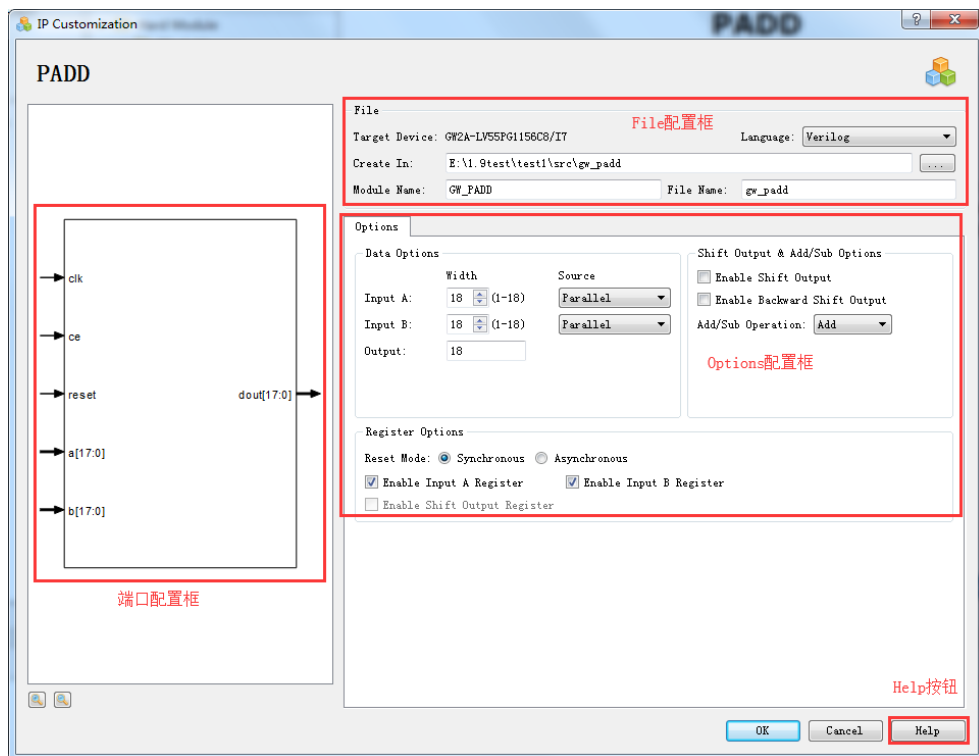 IP Customization
PADD
?
PADD
File
File配置框
Target Device: GW2A-LV55PG1156C8/I7
Language: Verilog
Create In: E:\1.9test\test1\src\gw_padd
...
Module Name: GW_PADD
File Name: gw_padd
Options
Data Options
Width
Source
Input A: 18 (1-18) Parallel
Input B: 18 (1-18) Parallel
Output: 18
Shift Output & Add/Sub Options
Enable Shift Output
Enable Backward Shift Output
Add/Sub Operation: Add
Options配置框
Register Options
Reset Mode: Synchronous Asynchronous
Enable Input A Register
Enable Input B Register
Enable Shift Output Register
clk
ce
reset
dout[17:0]
a[17:0]
b[17:0]
端口配置框
Help按钮
OK
Cancel
Help